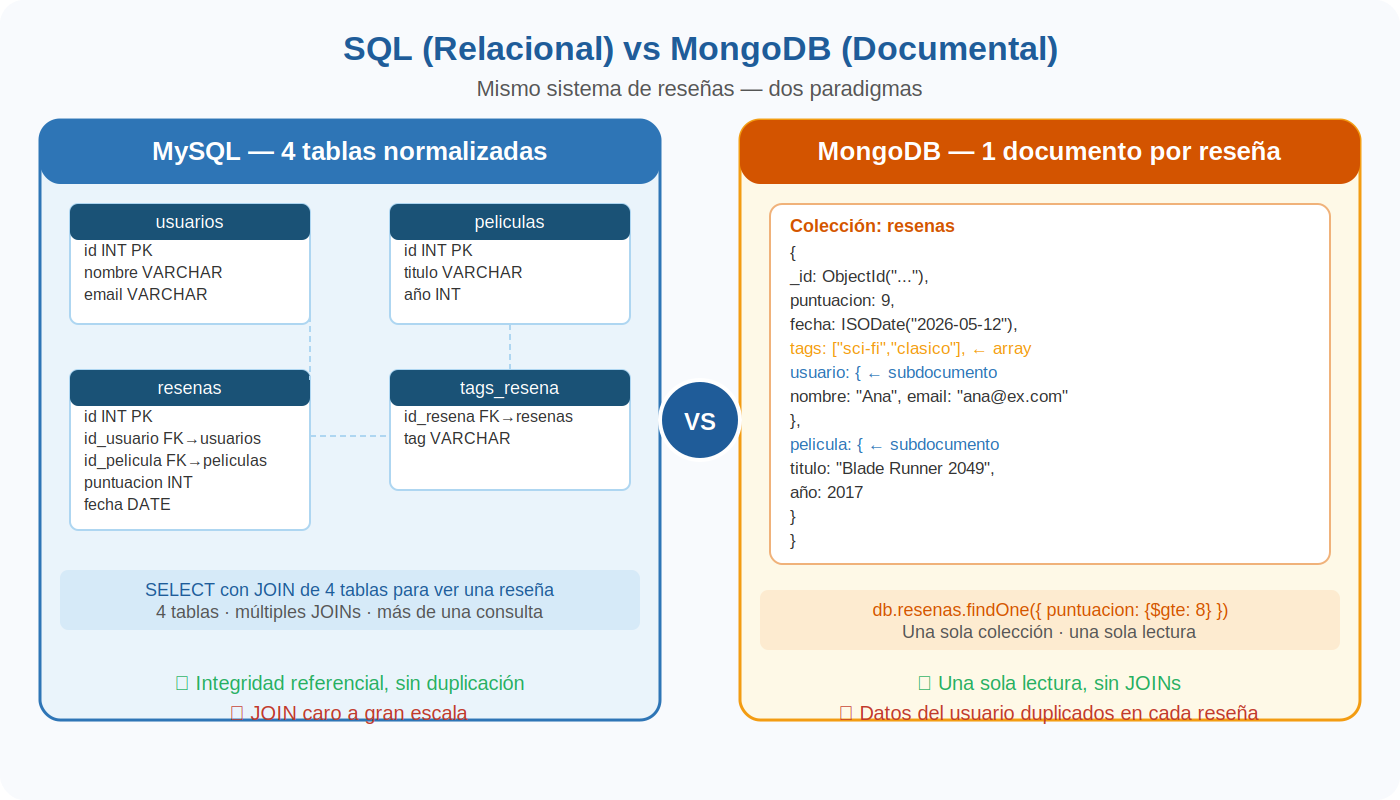 SQL (Relacional) vs MongoDB (Documental)
Mismo sistema de reseñas — dos paradigmas
MySQL — 4 tablas normalizadas
usuarios
id INT PK
nombre VARCHAR
email VARCHAR
peliculas
id INT PK
titulo VARCHAR
año INT
resenas
id INT PK
id_usuario FK→usuarios
id_pelicula FK→peliculas
puntuacion INT
fecha DATE
tags_resena
id_resena FK→resenas
tag VARCHAR
SELECT con JOIN de 4 tablas para ver una reseña
4 tablas · múltiples JOINs · más de una consulta
Integridad referencial, sin duplicación
JOIN caro a gran escala
VS
MongoDB — 1 documento por reseña
Colección: resenas
{
_id: ObjectId("..."),
puntuacion: 9,
fecha: ISODate("2026-05-12"),
tags: ["sci-fi","clasico"], ← array
usuario: { ← subdocumento
nombre: "Ana", email: "ana@ex.com"
},
pelicula: { ← subdocumento
titulo: "Blade Runner 2049",
año: 2017
}
}
db.resenas.findOne({ puntuacion: {$gte: 8} })
Una sola colección · una sola lectura
Una sola lectura, sin JOINs
Datos del usuario duplicados en cada reseña